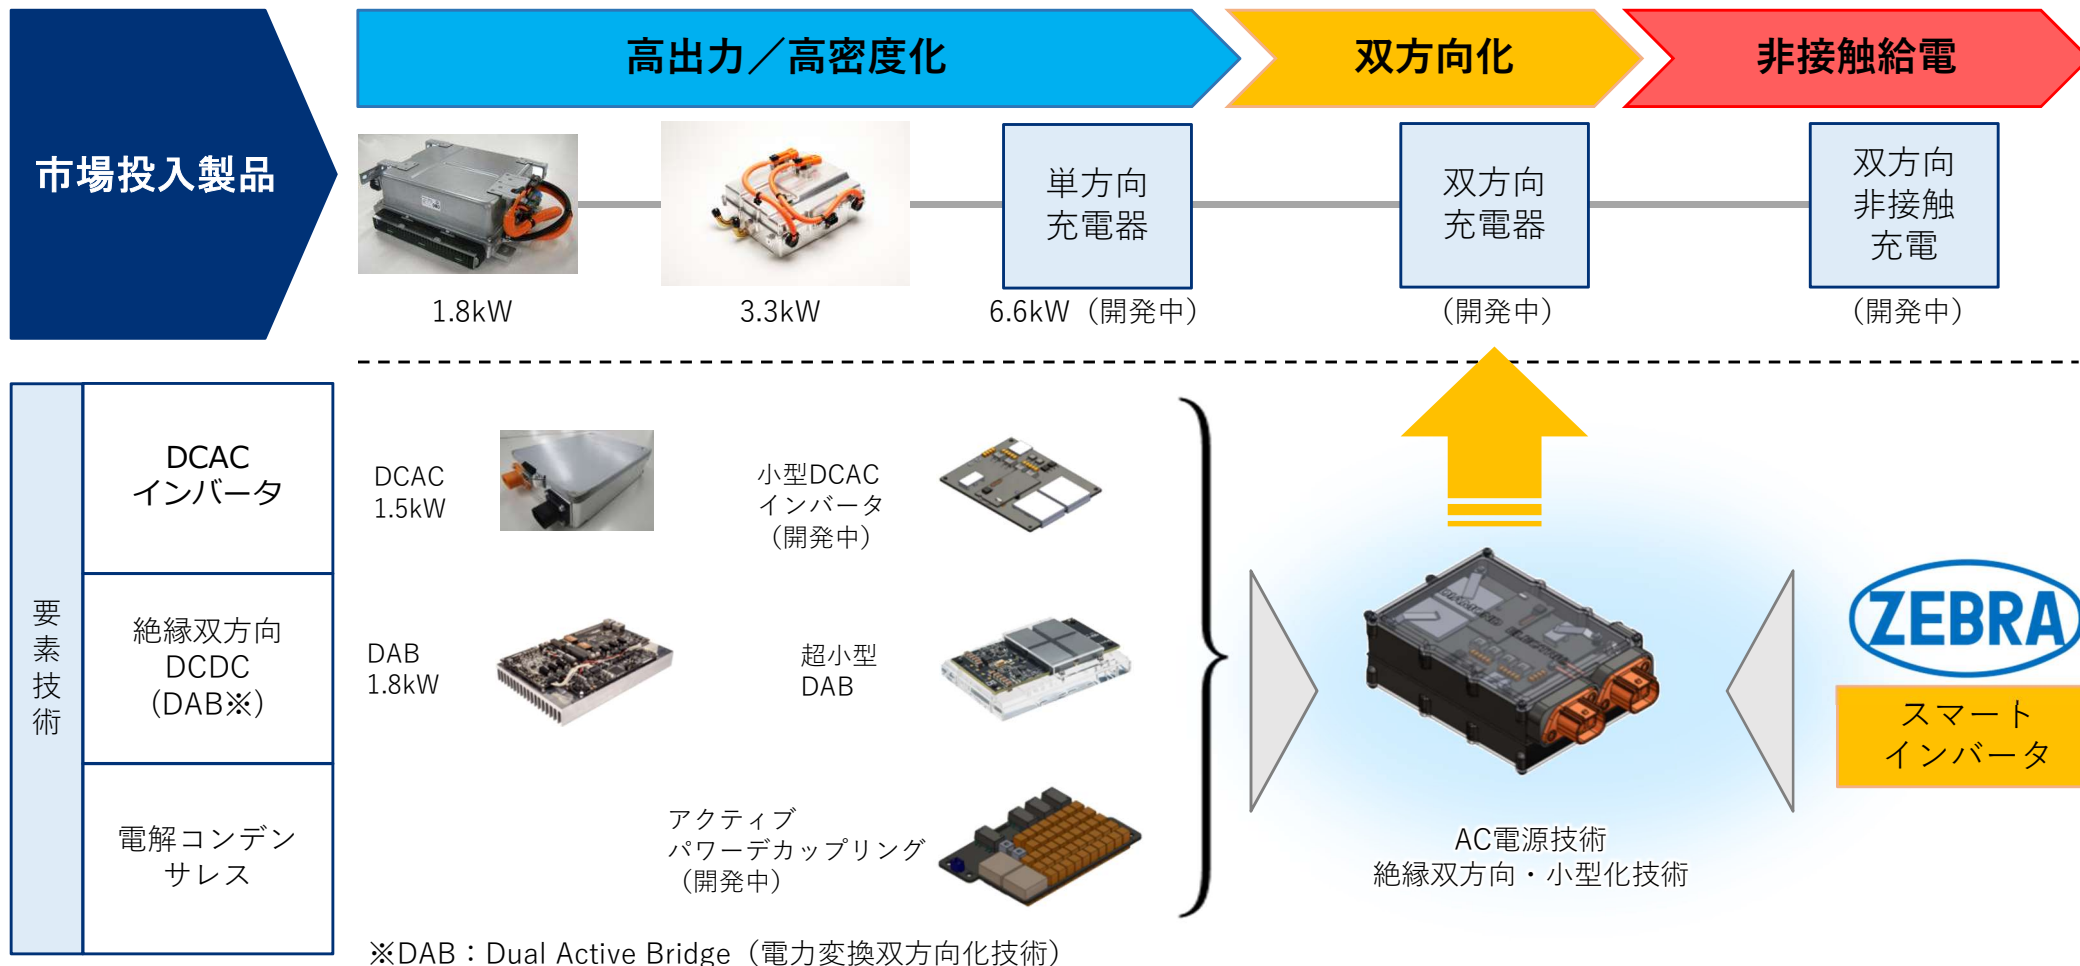 高出力／高密度化
双方向化
非接触給電
市場投入製品
単方向
充電器
双方向
充電器
双方向
非接触
充電
1.8kW
3.3kW
6.6kW（開発中）
（開発中）
（開発中）
要素技術
DCAC
インバータ
DCAC
1.5kW
小型DCAC
インバータ
（開発中）
絶縁双方向
DCDC
（DAB※）
DAB
1.8kW
超小型
DAB
電解コンデン
サレス
アクティブ
パワーデカップリング
（開発中）
ZEBRA
スマート
インバータ
AC電源技術
絶縁双方向・小型化技術
※DAB：Dual Active Bridge（電力変換双方向化技術）